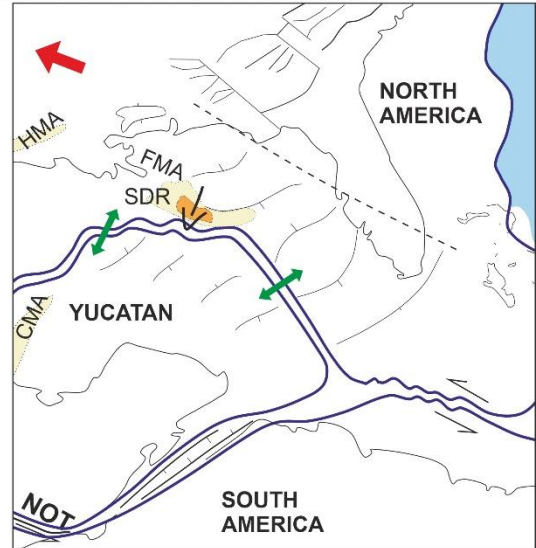 NORTH
AMERICA
HMA
FMA
SDR
CMA
YUCATAN
NOT
SOUTH
AMERICA